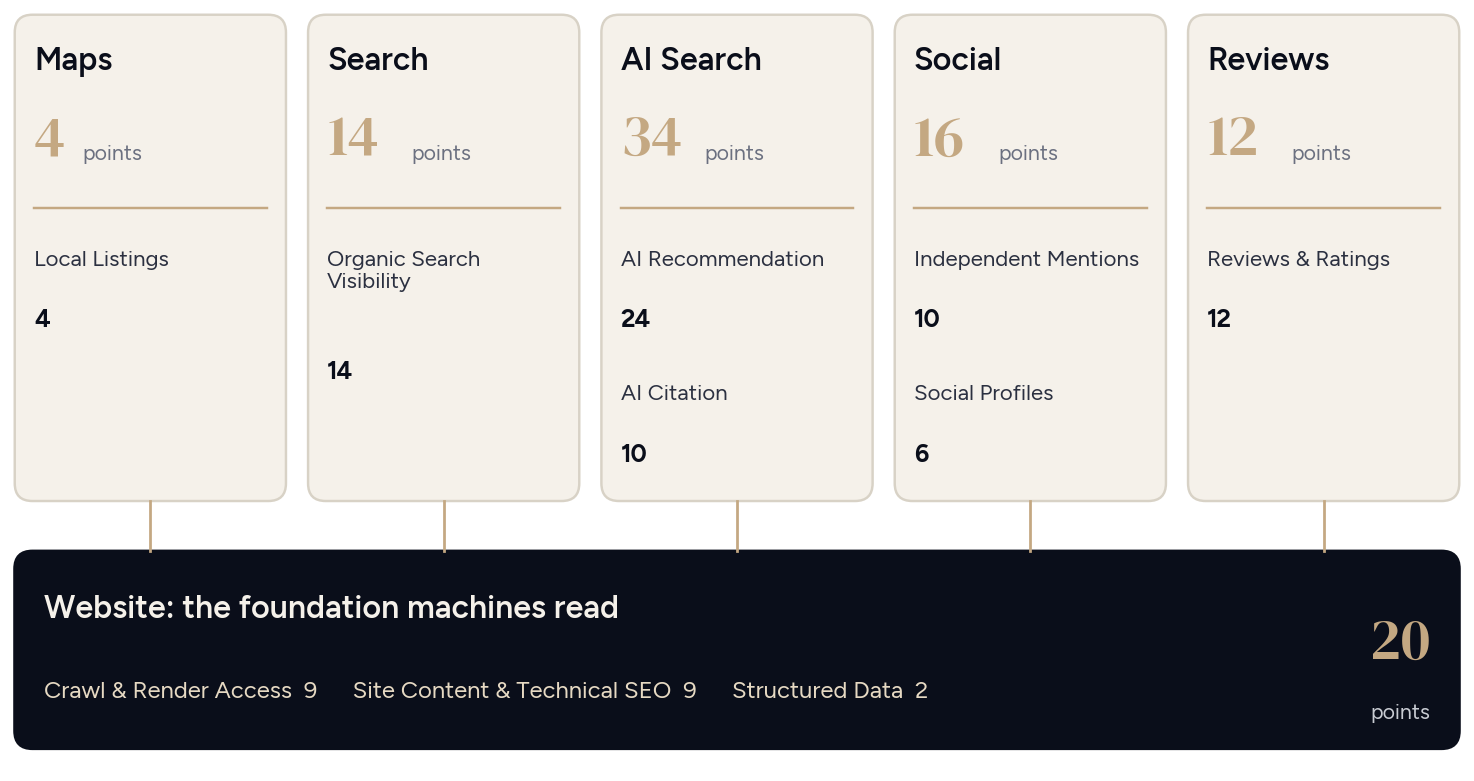 Maps
4 points
Local Listings
4
Search
14 points
Organic Search
Visibility
14
AI Search
34 points
AI Recommendation
24
AI Citation
10
Social
16 points
Independent Mentions
10
Social Profiles
6
Reviews
12 points
Reviews & Ratings
12
Website: the foundation machines read
Crawl & Render Access 9 Site Content & Technical SEO 9 Structured Data 2
20
points